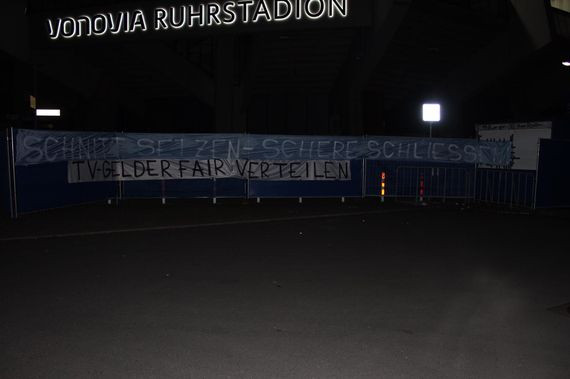 VONOVIA RUHRSTADION
SCHNITT SETZEN - SCHERE SCHLIESSEN
TV-GELDER FAIR VERTEILEN